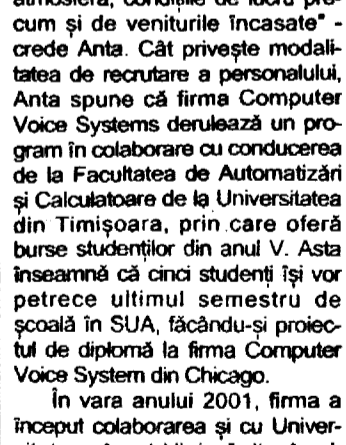 atmosferă, condițiile de lucru pre-
cum și de veniturile încasate" -
crede Anta. Cât privește modali-
tatea de recrutare a personalului,
Anta spune că firma Computer
Voice Systems derulează un pro-
gram în colaborare cu conducerea
de la Facultatea de Automatizări
și Calculatoare de la Universitatea
din Timișoara, prin care oferă
burse studenților din anul V. Asta
înseamnă că cinci studenți își vor
petrece ultimul semestru de
școală în SUA, făcându-și proiec-
tul de diplomă la firma Computer
Voice System din Chicago.
În vara anului 2001, firma a
început colaborarea și cu Univer-